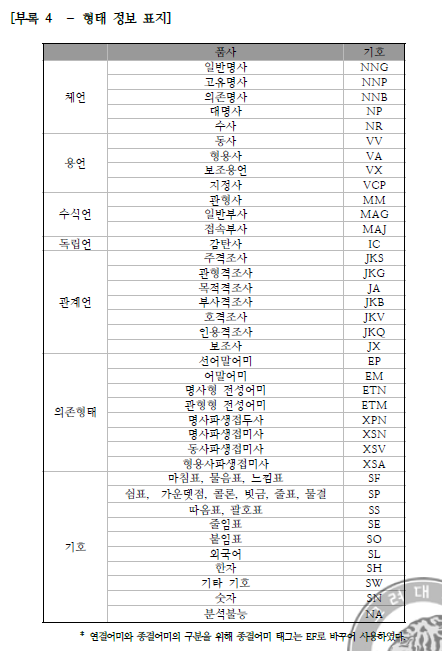 [부록 4 - 형태 정보 표지]
품사 기호
체언
일반명사 NNG
고유명사 NNP
의존명사 NNB
대명사 NP
수사 NR
용언
동사 VV
형용사 VA
보조용언 VX
지정사 VCP
수식언
관형사 MM
일반부사 MAG
접속부사 MAJ
독립언 감탄사 IC
관계언
주격조사 JKS
관형격조사 JKG
목적격조사 JA
부사격조사 JKB
호격조사 JKV
인용격조사 JKQ
보조사 JX
의존형태
선어말어미 EP
어말어미 EM
명사형 전성어미 ETN
관형형 전성어미 ETM
명사파생접두사 XPN
명사파생접미사 XSN
동사파생접미사 XSV
형용사파생접미사 XSA
기호
마침표, 물음표, 느낌표 SF
쉼표, 가운뎃점, 콜론, 빗금, 줄표, 물결 SP
따음표, 괄호표 SS
줄임표 SE
붙임표 SO
외국어 SL
한자 SH
기타 기호 SW
숫자 SN
분석불능 NA
* 연결어미와 종결어미의 구분을 위해 종결어미 태그는 EF로 바꾸어 사용하였다.
고려대